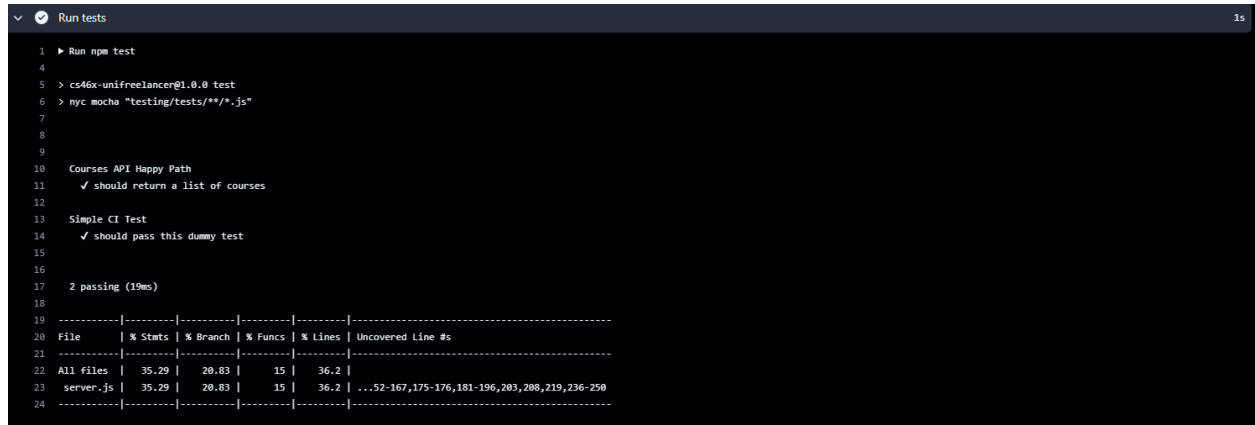 Run tests 1s
1 ▶ Run npm test
4
5 > cs46x-unifreelancer@1.0.0 test
6 > nyc mocha "testing/tests/**/*.js"
7
8
9
10 Courses API Happy Path
11 ✓ should return a list of courses
12
13 Simple CI Test
14 ✓ should pass this dummy test
15
16
17 2 passing (19ms)
18
19 -----------|---------|----------|---------|---------|-------------------------------------------
20 File | % Stmts | % Branch | % Funcs | % Lines | Uncovered Line #s
21 -----------|---------|----------|---------|---------|-------------------------------------------
22 All files | 35.29 | 20.83 | 15 | 36.2 |
23 server.js | 35.29 | 20.83 | 15 | 36.2 | ...52-167,175-176,181-196,203,208,219,236-250
24 -----------|---------|----------|---------|---------|-------------------------------------------